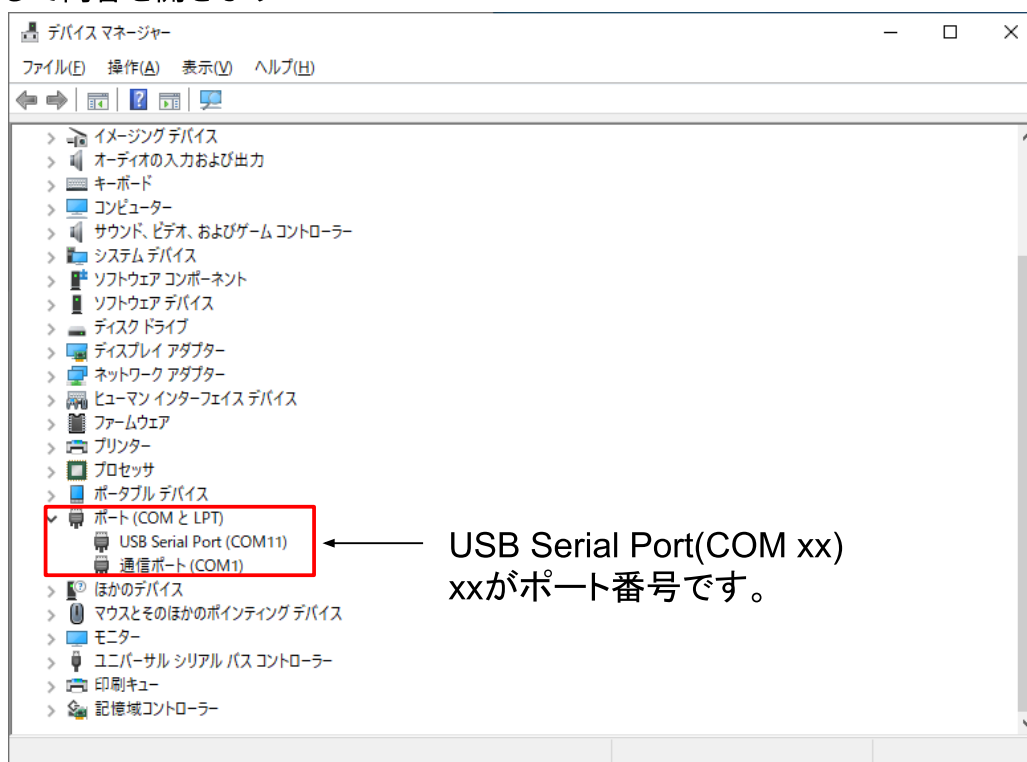 デバイス マネージャー
ファイル(F) 操作(A) 表示(V) ヘルプ(H)
イメージング デバイス
オーディオの入力および出力
キーボード
コンピューター
サウンド、ビデオ、およびゲーム コントローラー
システム デバイス
ソフトウェア コンポーネント
ソフトウェア デバイス
ディスク ドライブ
ディスプレイ アダプター
ネットワーク アダプター
ヒューマン インターフェイス デバイス
ファームウェア
プリンター
プロセッサ
ポータブル デバイス
ポート (COM と LPT)
USB Serial Port (COM11)
通信ポート (COM1)
USB Serial Port(COM xx)
xxがポート番号です。
ほかのデバイス
マウスとそのほかのポインティング デバイス
モニター
ユニバーサル シリアル バス コントローラー
印刷キュー
記憶域コントローラー